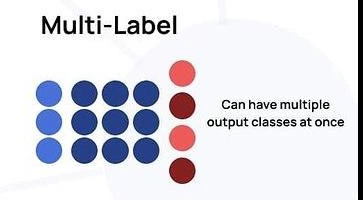 Multi-Label
Can have multiple
output classes at once